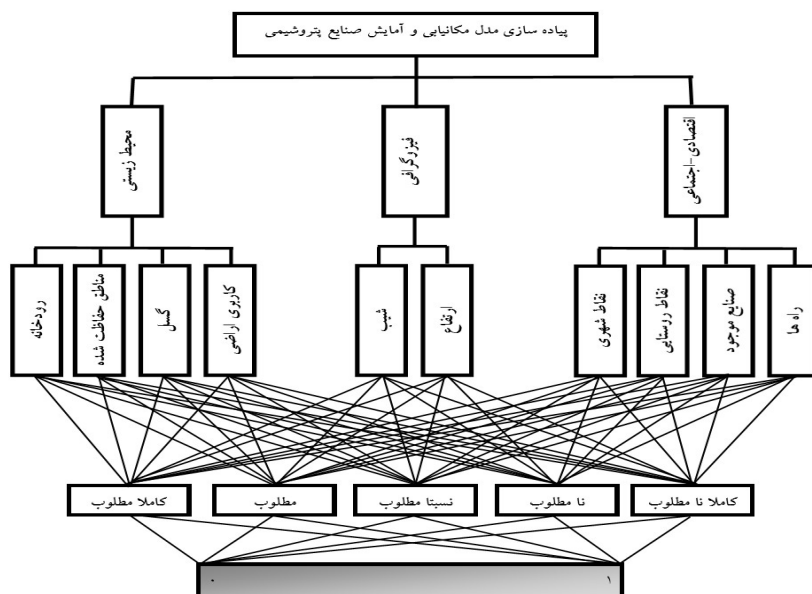 پیاده سازی مدل مکانیابی و آمایش صنایع پتروشیمی
اقتصادی-اجتماعی
فیزوگرافی
محیط زیستی
راه ها
صنایع موجود
نقاط روستایی
نقاط شهری
ارتفاع
شیب
کاربری اراضی
گسل
مناطق حفاظت شده
رودخانه
کاملا نا مطلوب
نا مطلوب
نسبتا مطلوب
مطلوب
کاملا مطلوب
۱
۰